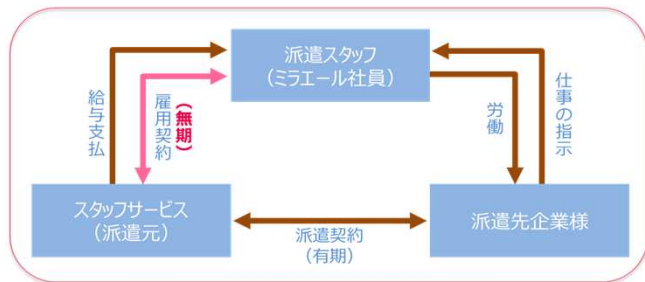 派遣スタッフ
(ミラエール社員)
給与支払
雇用契約
(無期)
労働
仕事の指示
スタッフサービス
(派遣元)
派遣契約
(有期)
派遣先企業様